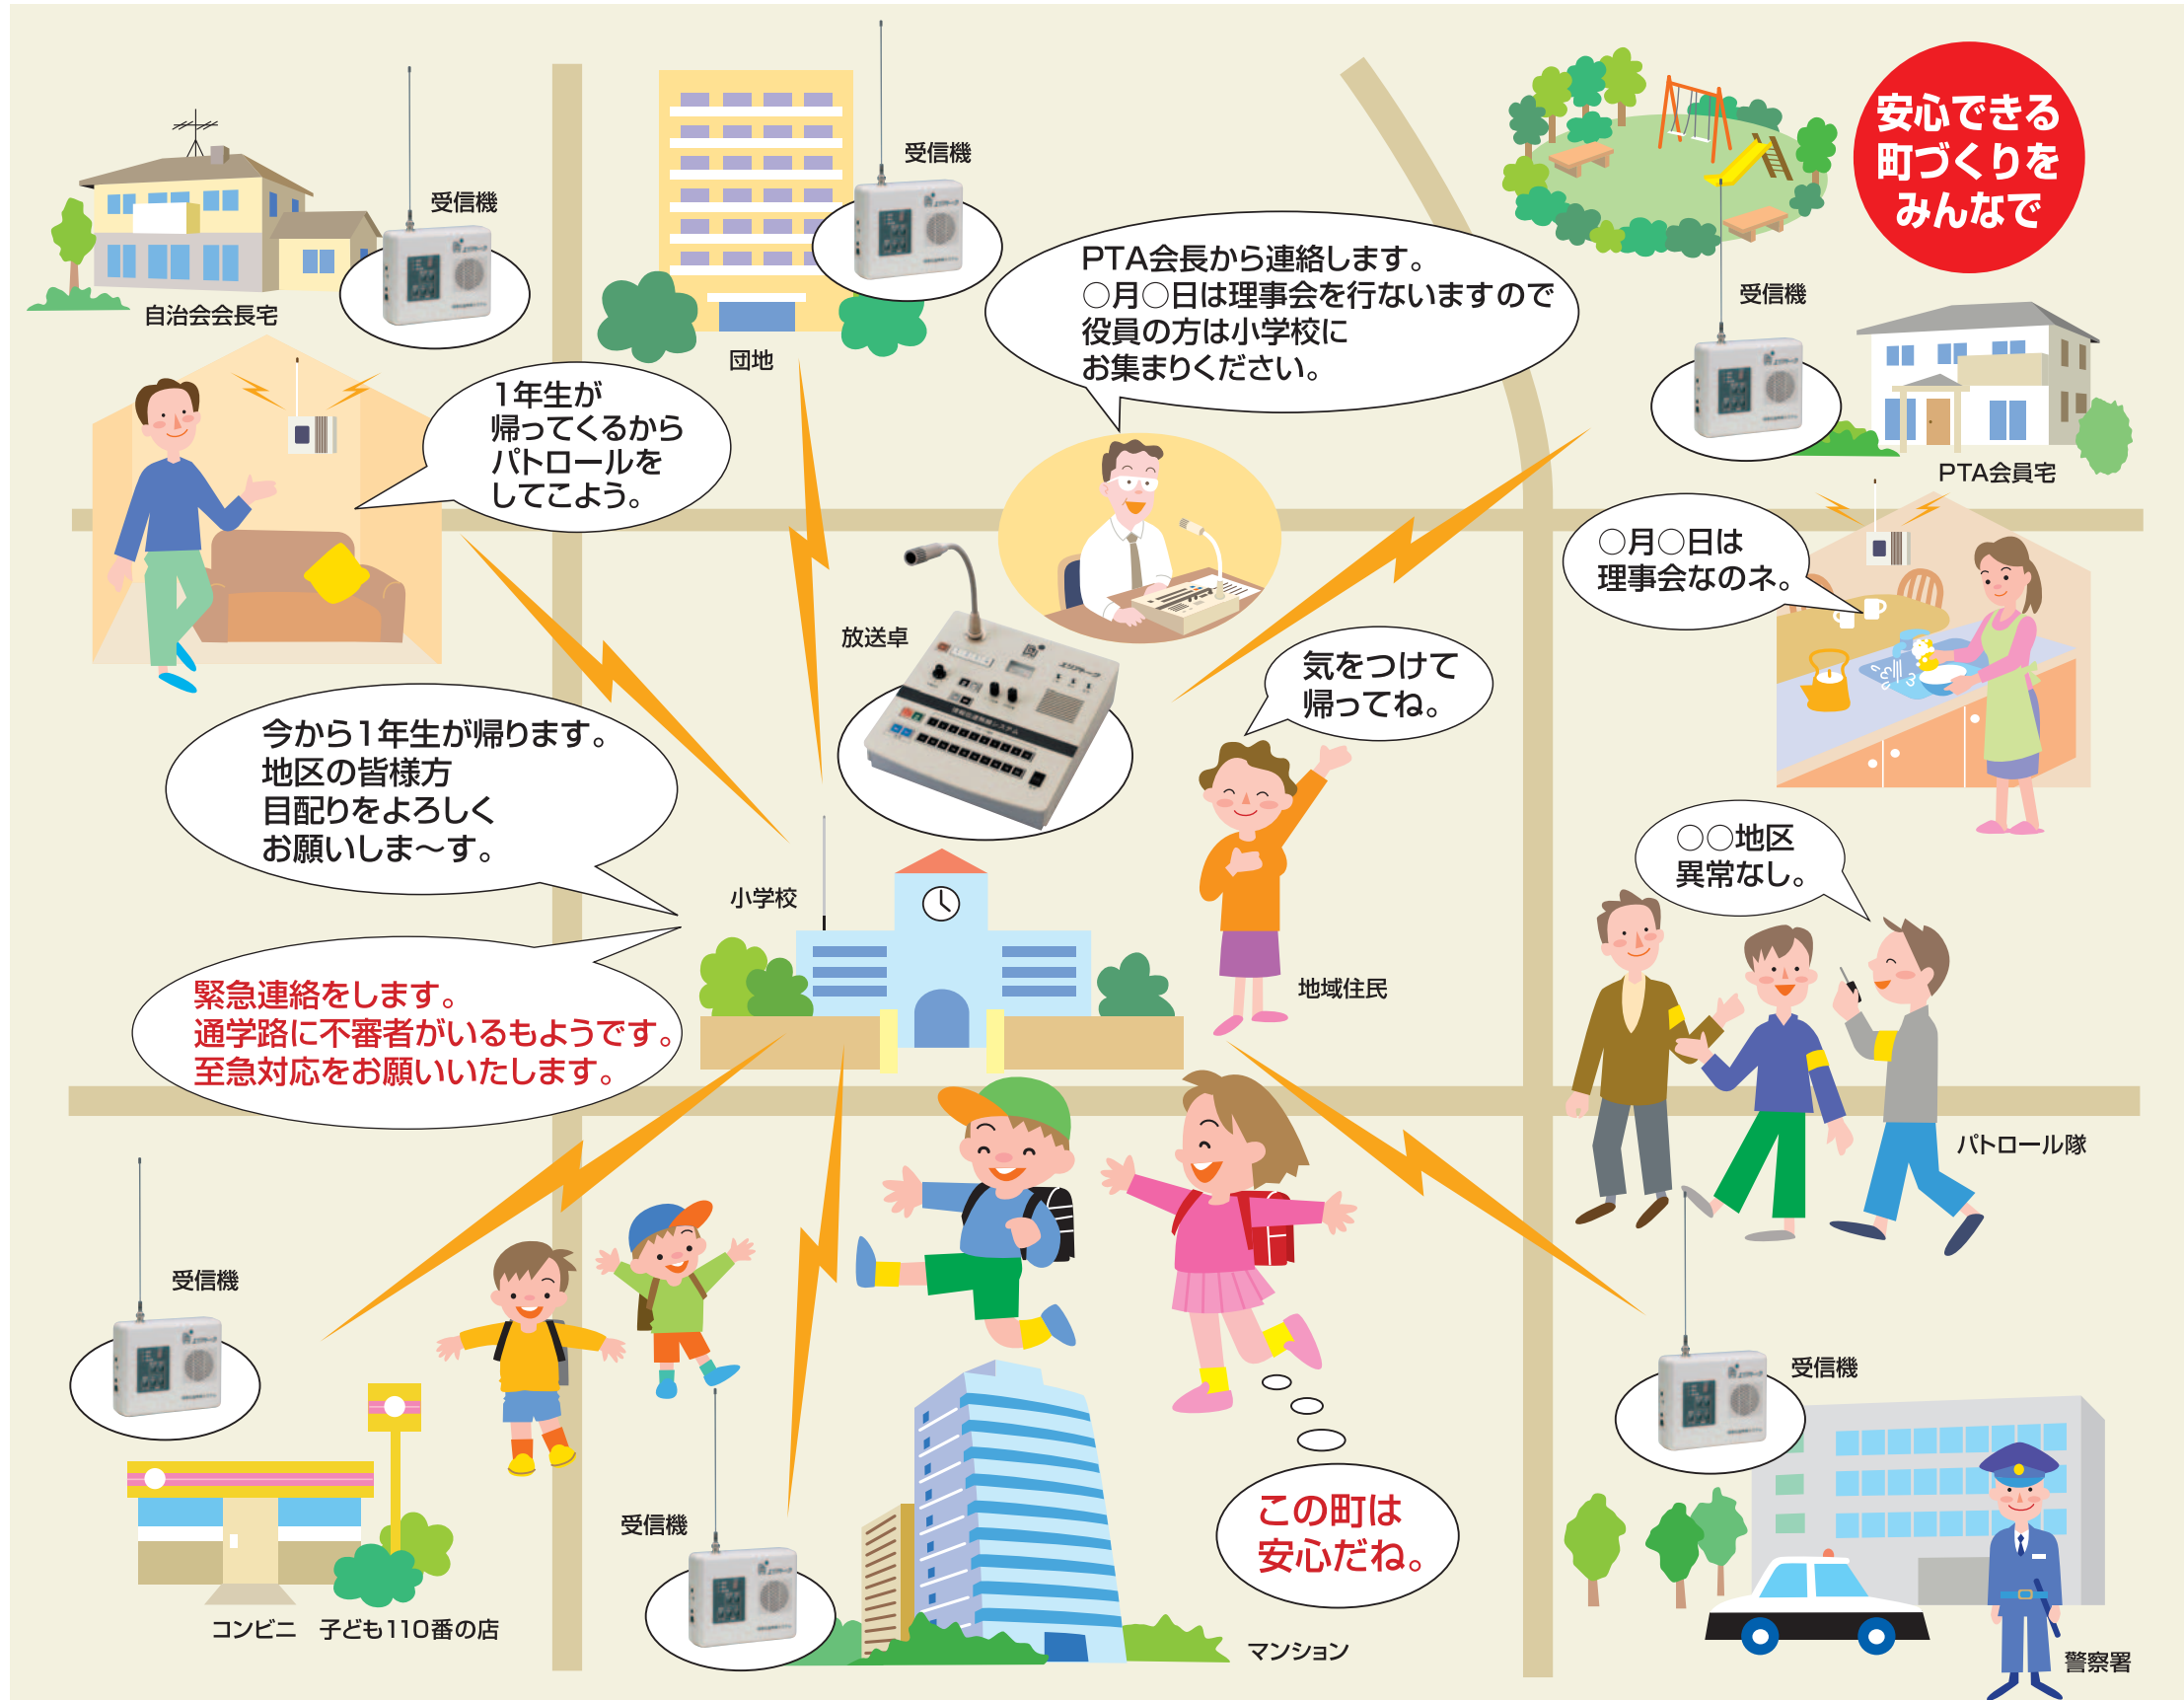 安心できる
町づくりを
みんなで
受信機
自治会会長宅
受信機
団地
PTA会長から連絡します。
○月○日は理事会を行ないますので
役員の方は小学校に
お集まりください。
受信機
PTA会員宅
1年生が
帰ってくるから
パトロールを
してこよう。
○月○日は
理事会なのネ。
放送卓
エリアトーク
気をつけて
帰ってね。
今から1年生が帰ります。
地区の皆様方
目配りをよろしく
お願いしま〜す。
○○地区
異常なし。
小学校
地域住民
緊急連絡をします。
通学路に不審者がいるもようです。
至急対応をお願いいたします。
パトロール隊
受信機
コンビニ 子ども110番の店
受信機
マンション
この町は
安心だね。
受信機
警察署